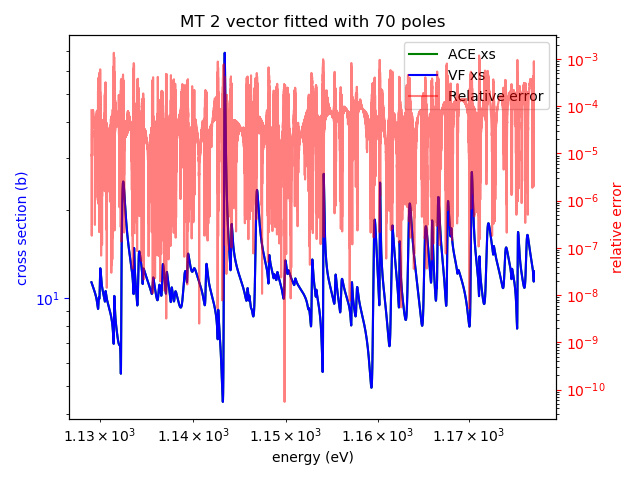 MT 2 vector fitted with 70 poles
ACE xs
VF xs
Relative error
cross section (b)
10¹
relative error
10⁻³
10⁻⁴
10⁻⁵
10⁻⁶
10⁻⁷
10⁻⁸
10⁻⁹
10⁻¹⁰
1.13 × 10³ 1.14 × 10³ 1.15 × 10³ 1.16 × 10³ 1.17 × 10³
energy (eV)